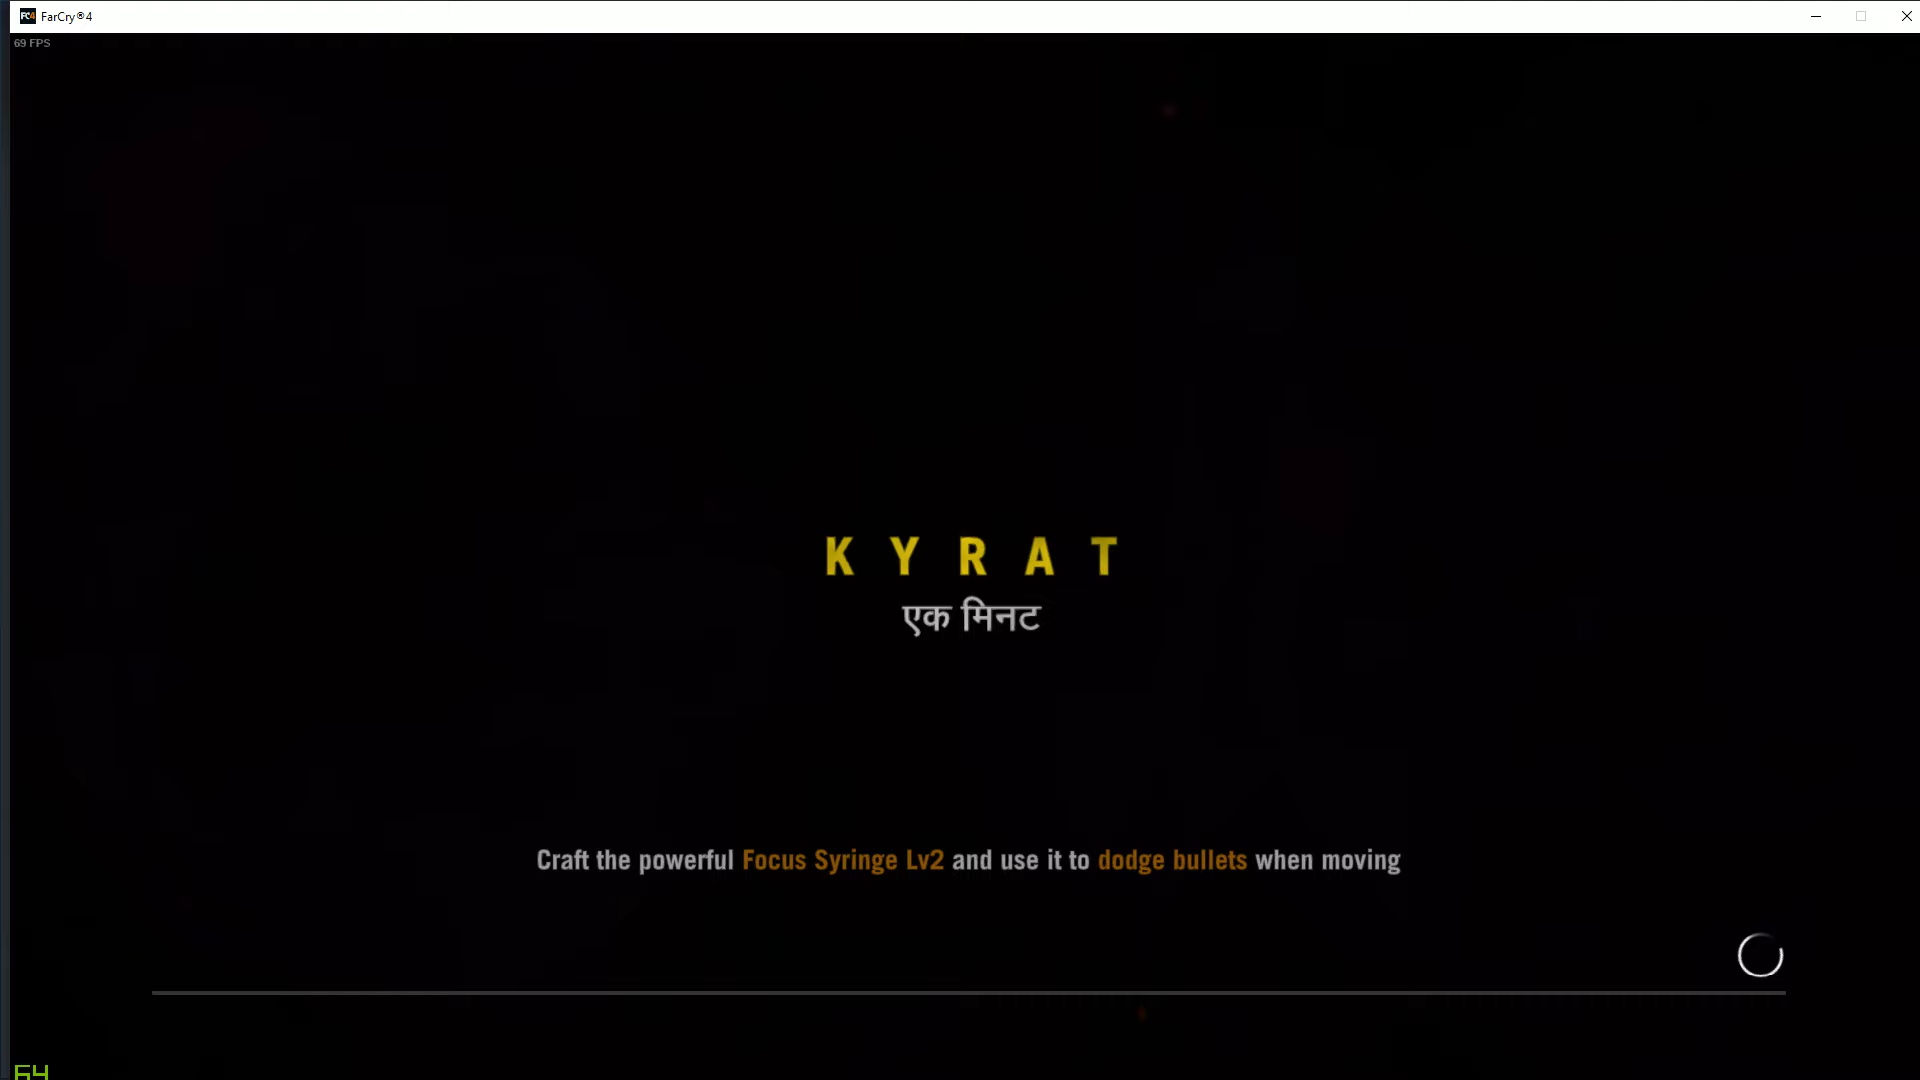 FC4 FarCry®4
69 FPS
K Y R A T
एक मिनट
Craft the powerful Focus Syringe Lv2 and use it to dodge bullets when moving
64